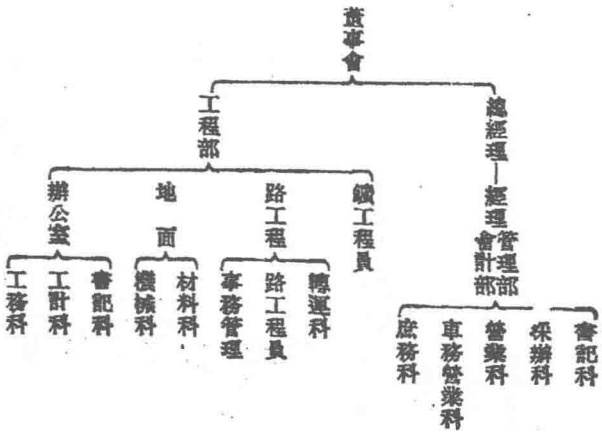 董事會
總經理—經理
管理部
會計部
書記科
採辦科
營業科
車務營業科
庶務科
工程部
鑛工程員
路工程
轉運科
路工程員
事務管理
地面
材料科
機械科
辦公室
書記科
工計科
工務科